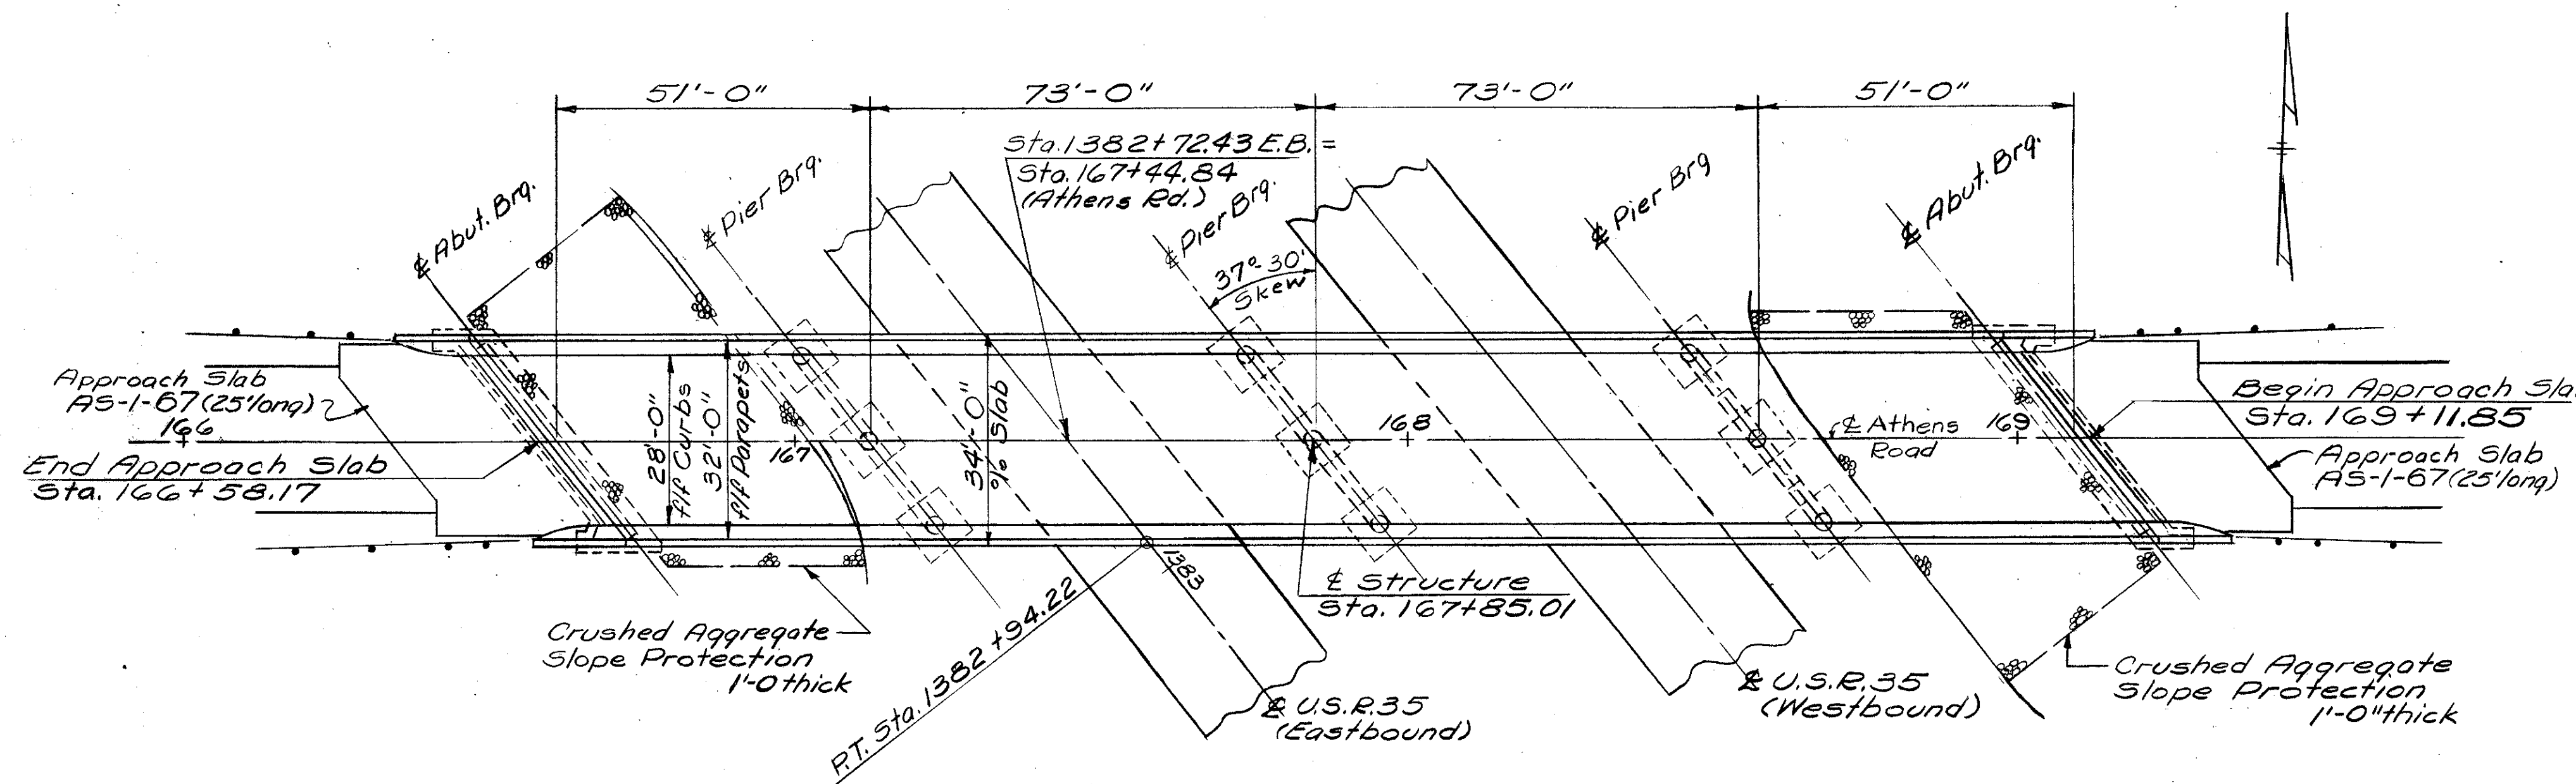 51'-0"
73'-0"
73'-0"
51'-0"
Sta. 1382+72.43 E.B. =
Sta. 167+44.84
(Athens Rd.)
℄ Abut. Brg.
℄ Pier Brg.
℄ Pier Brg.
℄ Pier Brg
℄ Abut. Brg.
37°-30'
Skew
Approach Slab
AS-1-67 (25' long)
166
End Approach Slab
Sta. 166+58.17
28'-0"
f/f Curbs
32'-0"
f/f Parapets
34'-0"
o/o Slab
167
168
℄ Athens
Road
169
Begin Approach Sla
Sta. 169+11.85
Approach Slab
AS-1-67 (25' long)
1383
P.T. Sta. 1382+94.22
℄ Structure
Sta. 167+85.01
Crushed Aggregate
Slope Protection
1'-0 thick
℄ U.S.R. 35
(Eastbound)
℄ U.S.R. 35
(Westbound)
Crushed Aggregate
Slope Protection
1'-0" thick